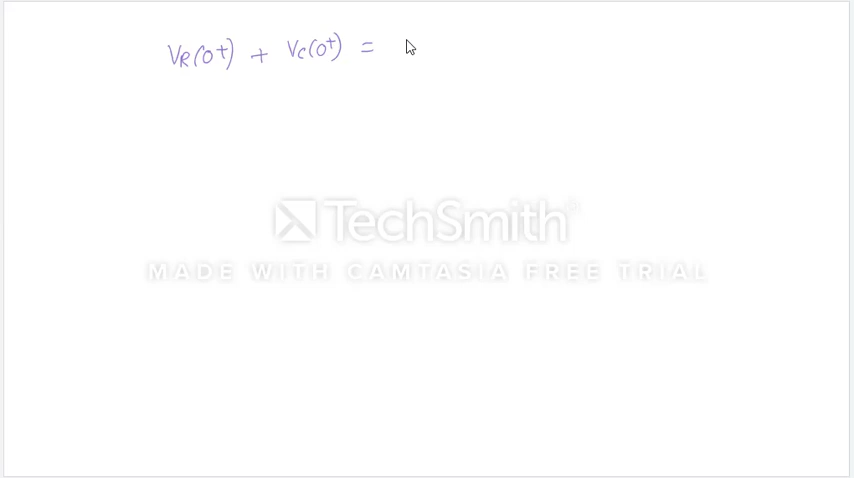 VR(0+) + VC(0+) =
TechSmith®
MADE WITH CAMTASIA FREE TRIAL